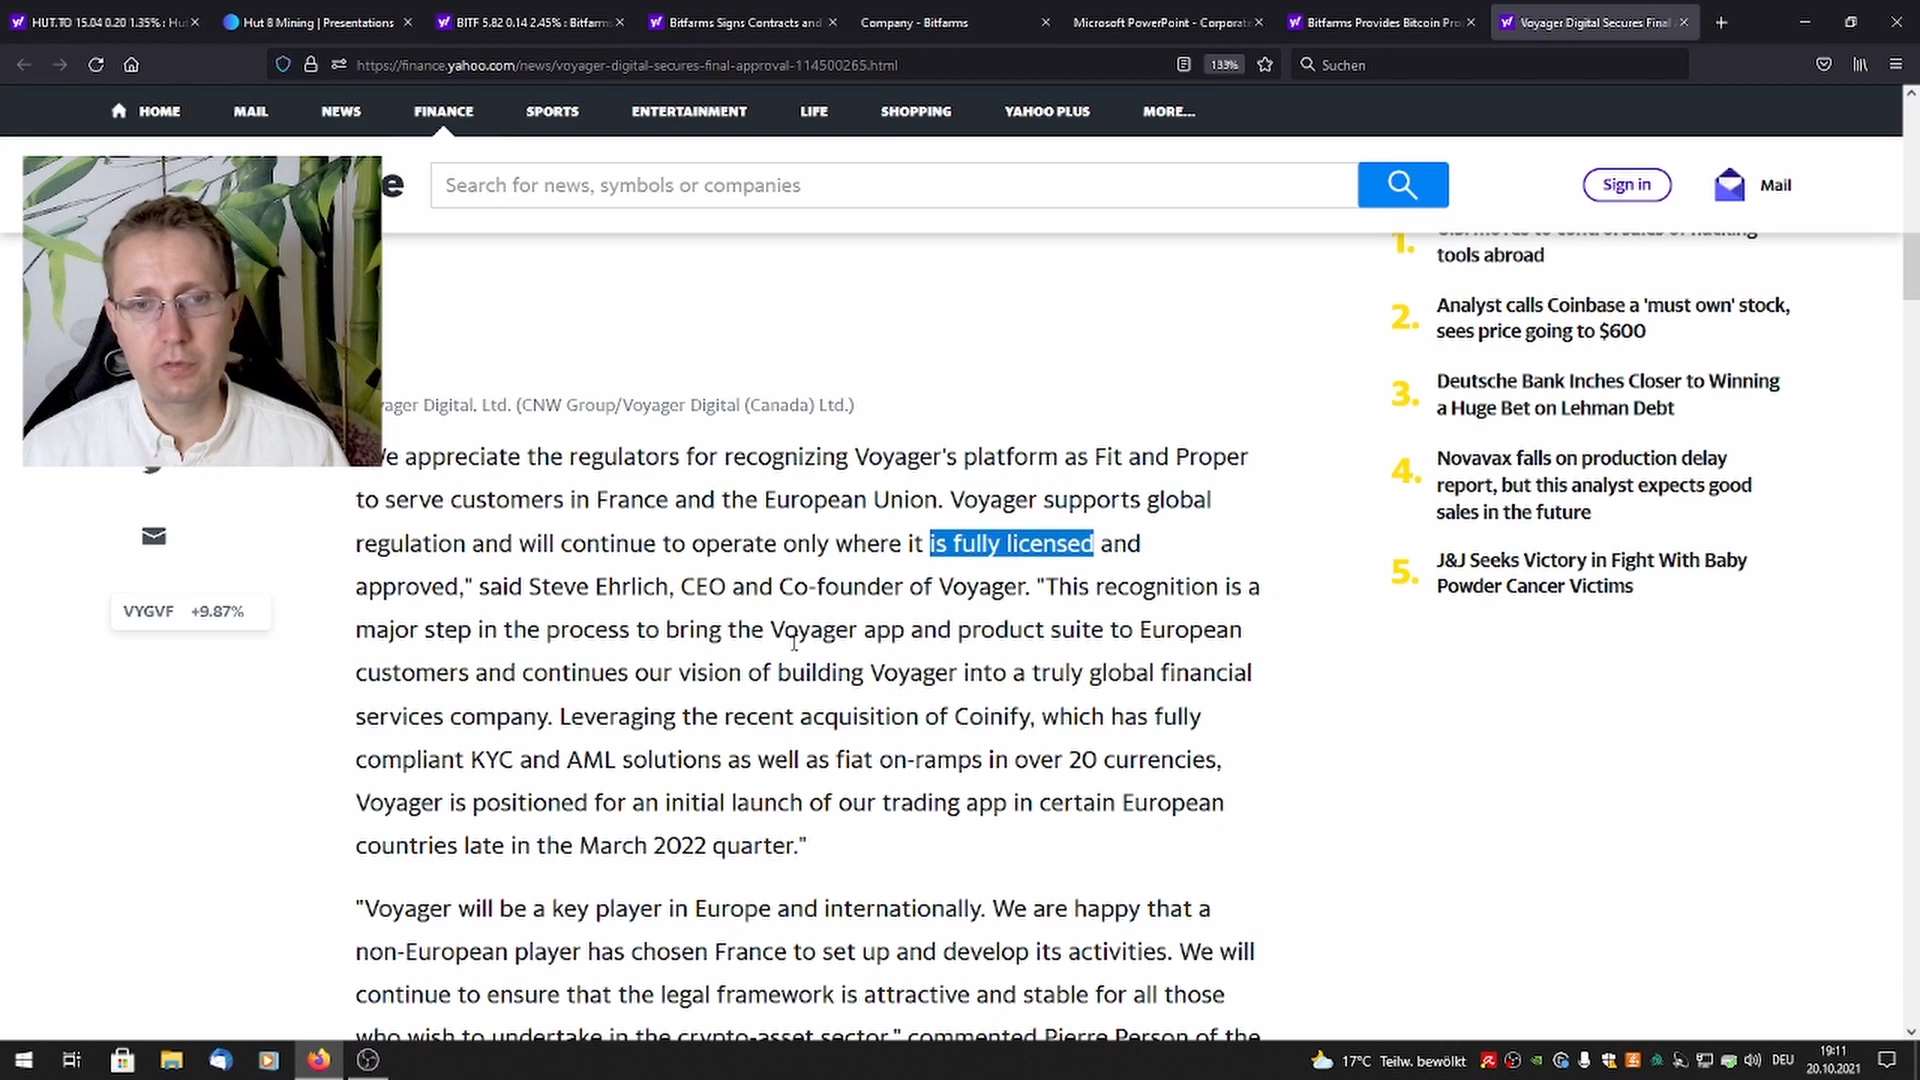 HUT.TO 15.04 0.20 1.35% : Hu
Hut 8 Mining | Presentations
BITF 5.82 0.14 2.45% : Bitfarms
Bitfarms Signs Contracts and
Company - Bitfarms
Microsoft PowerPoint - Corporate
Bitfarms Provides Bitcoin Pro
Voyager Digital Secures Final
https://finance.yahoo.com/news/voyager-digital-secures-final-approval-114500265.html
133%
Suchen
HOME
MAIL
NEWS
FINANCE
SPORTS
ENTERTAINMENT
LIFE
SHOPPING
YAHOO PLUS
MORE...
e
Search for news, symbols or companies
Sign in
Mail
1.
tools abroad
2. Analyst calls Coinbase a 'must own' stock,
sees price going to $600
3. Deutsche Bank Inches Closer to Winning
a Huge Bet on Lehman Debt
4. Novavax falls on production delay
report, but this analyst expects good
sales in the future
5. J&J Seeks Victory in Fight With Baby
Powder Cancer Victims
yager Digital. Ltd. (CNW Group/Voyager Digital (Canada) Ltd.)
e appreciate the regulators for recognizing Voyager's platform as Fit and Proper
to serve customers in France and the European Union. Voyager supports global
regulation and will continue to operate only where it is fully licensed and
approved," said Steve Ehrlich, CEO and Co-founder of Voyager. "This recognition is a
major step in the process to bring the Voyager app and product suite to European
customers and continues our vision of building Voyager into a truly global financial
services company. Leveraging the recent acquisition of Coinify, which has fully
compliant KYC and AML solutions as well as fiat on-ramps in over 20 currencies,
Voyager is positioned for an initial launch of our trading app in certain European
countries late in the March 2022 quarter."
VYGVF +9.87%
"Voyager will be a key player in Europe and internationally. We are happy that a
non-European player has chosen France to set up and develop its activities. We will
continue to ensure that the legal framework is attractive and stable for all those
who wish to undertake in the crypto-asset sector," commented Pierre Person of the
17°C Teilw. bewölkt
DEU
19:11
20.10.2021